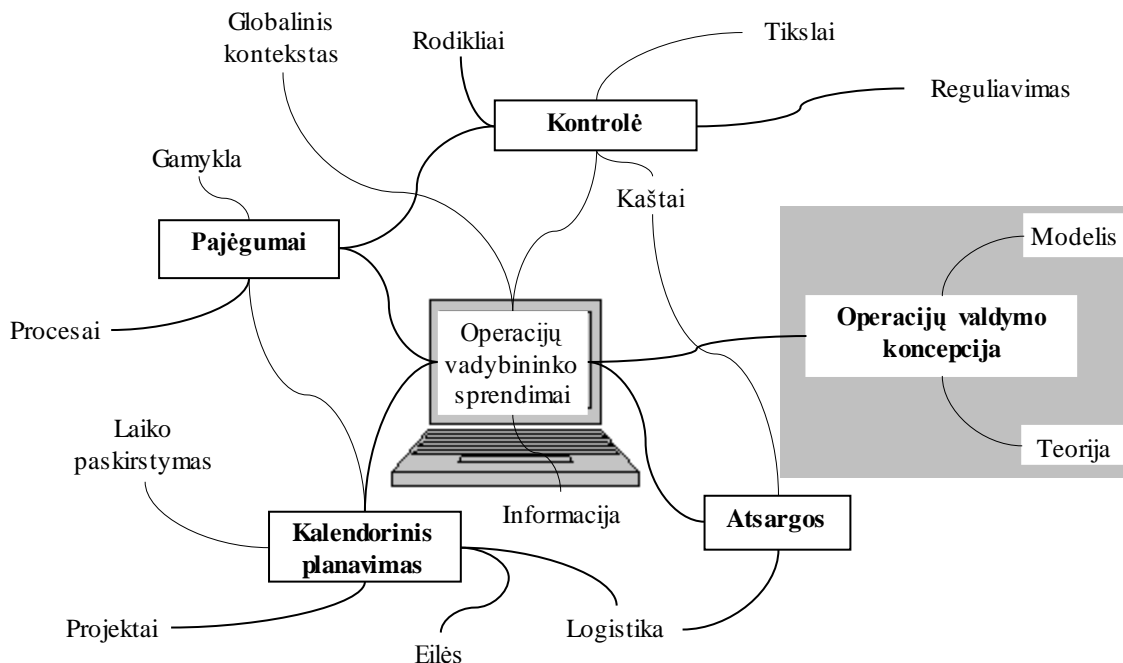 Globalinis
kontekstas
Rodikliai
Tikslai
Reguliavimas
Kontrolė
Gamykla
Kaštai
Pajėgumai
Modelis
Procesai
Operacijų
vadybininko
sprendimai
Operacijų valdymo
koncepcija
Laiko
paskirstymas
Teorija
Informacija
Atsargos
Kalendorinis
planavimas
Projektai
Eilės
Logistika